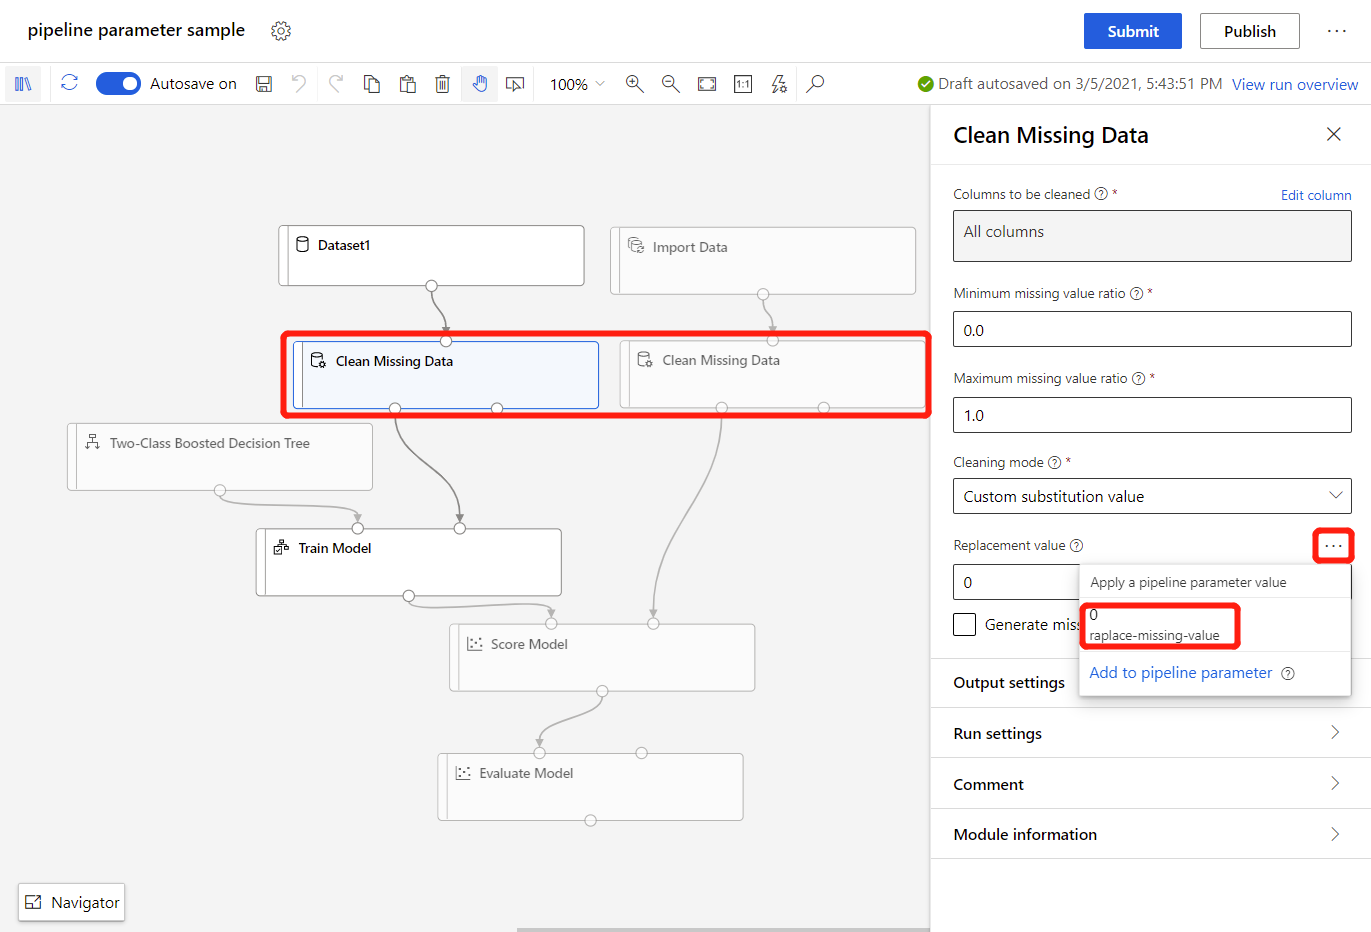 pipeline parameter sample
Submit
Publish
Autosave on
100%
1:1
Draft autosaved on 3/5/2021, 5:43:51 PM
View run overview
Dataset1
Import Data
Clean Missing Data
Clean Missing Data
Two-Class Boosted Decision Tree
Train Model
Score Model
Evaluate Model
Navigator
Clean Missing Data
Columns to be cleaned ? *
Edit column
All columns
Minimum missing value ratio ? *
0.0
Maximum missing value ratio ? *
1.0
Cleaning mode ? *
Custom substitution value
Replacement value ?
0
Apply a pipeline parameter value
0
raplace-missing-value
Add to pipeline parameter ?
Generate mis
Output settings
Run settings
Comment
Module information